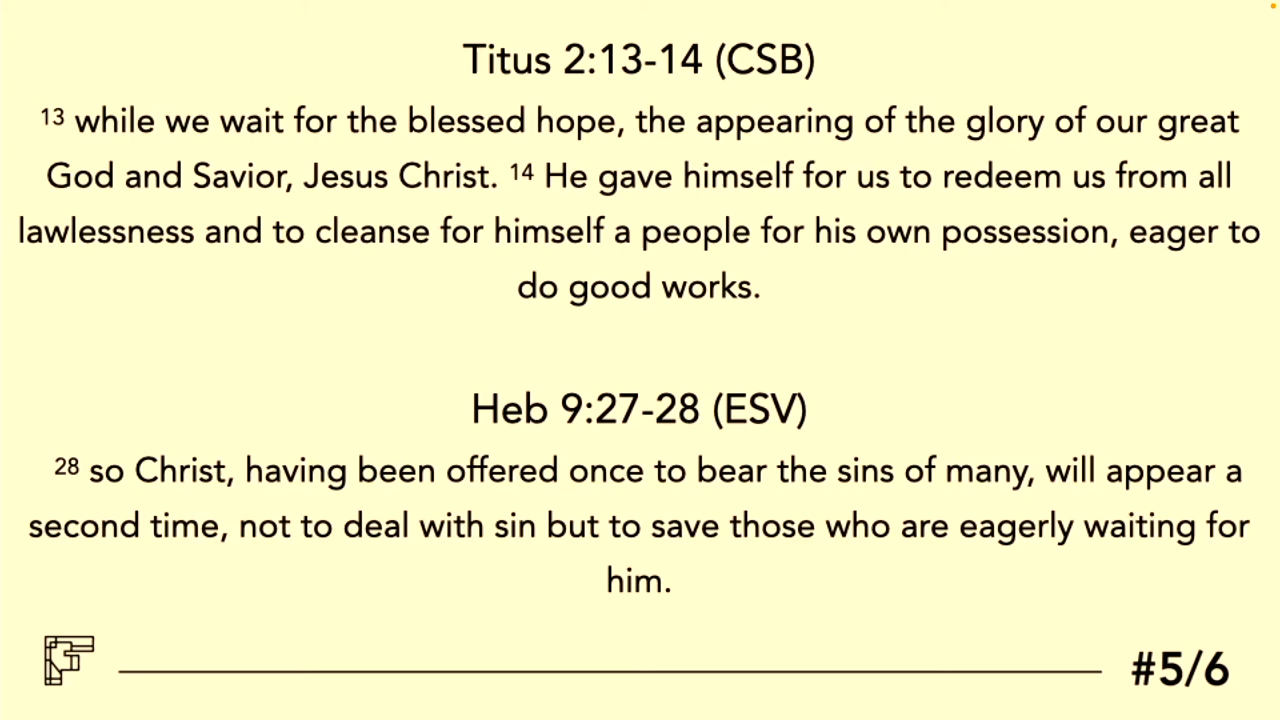 Titus 2:13-14 (CSB)
13 while we wait for the blessed hope, the appearing of the glory of our great
God and Savior, Jesus Christ. 14 He gave himself for us to redeem us from all
lawlessness and to cleanse for himself a people for his own possession, eager to
do good works.
Heb 9:27-28 (ESV)
28 so Christ, having been offered once to bear the sins of many, will appear a
second time, not to deal with sin but to save those who are eagerly waiting for
him.
#5/6